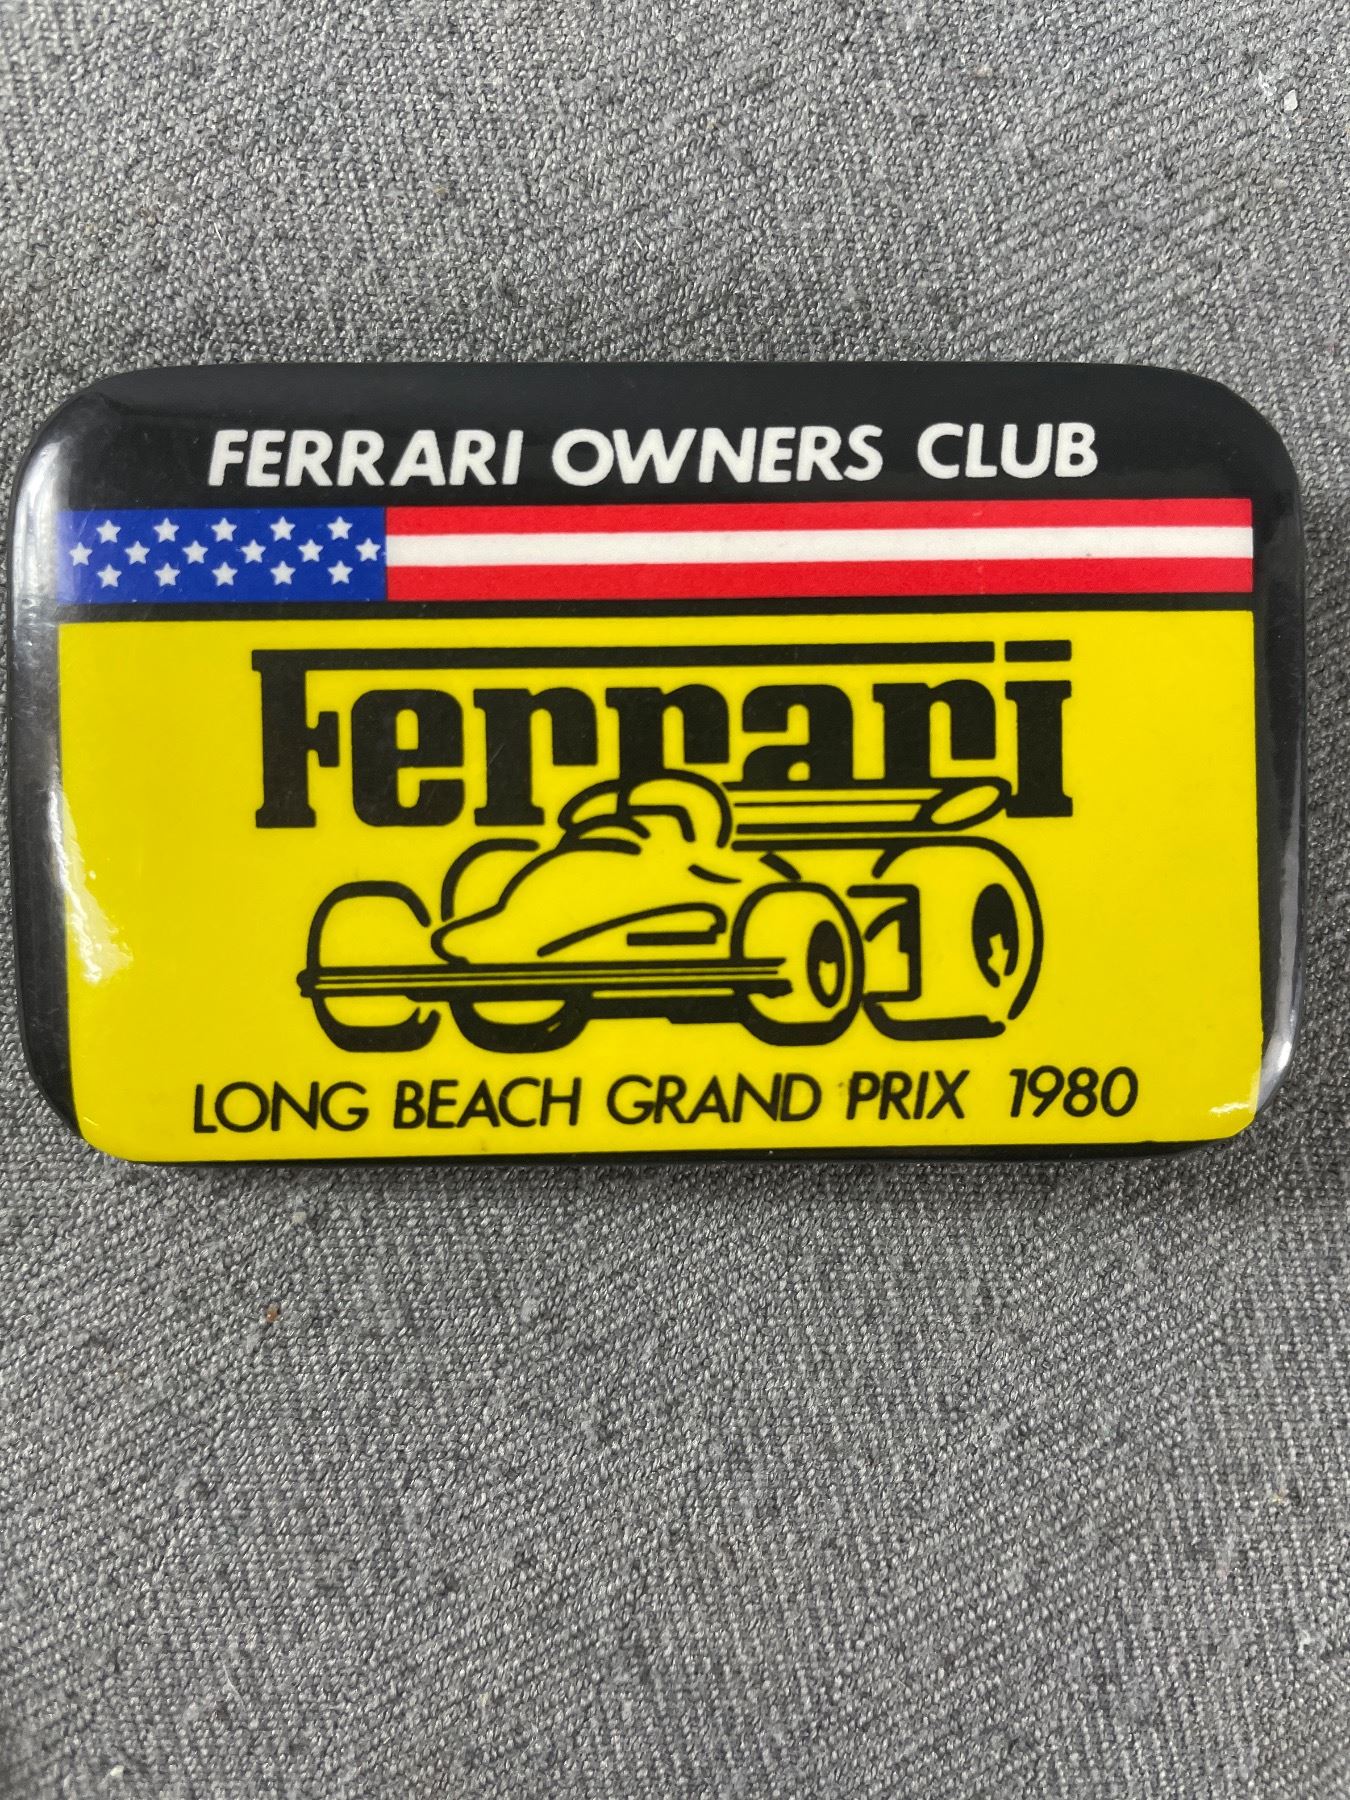 FERRARI OWNERS CLUB
Ferrari
LONG BEACH GRAND PRIX 1980